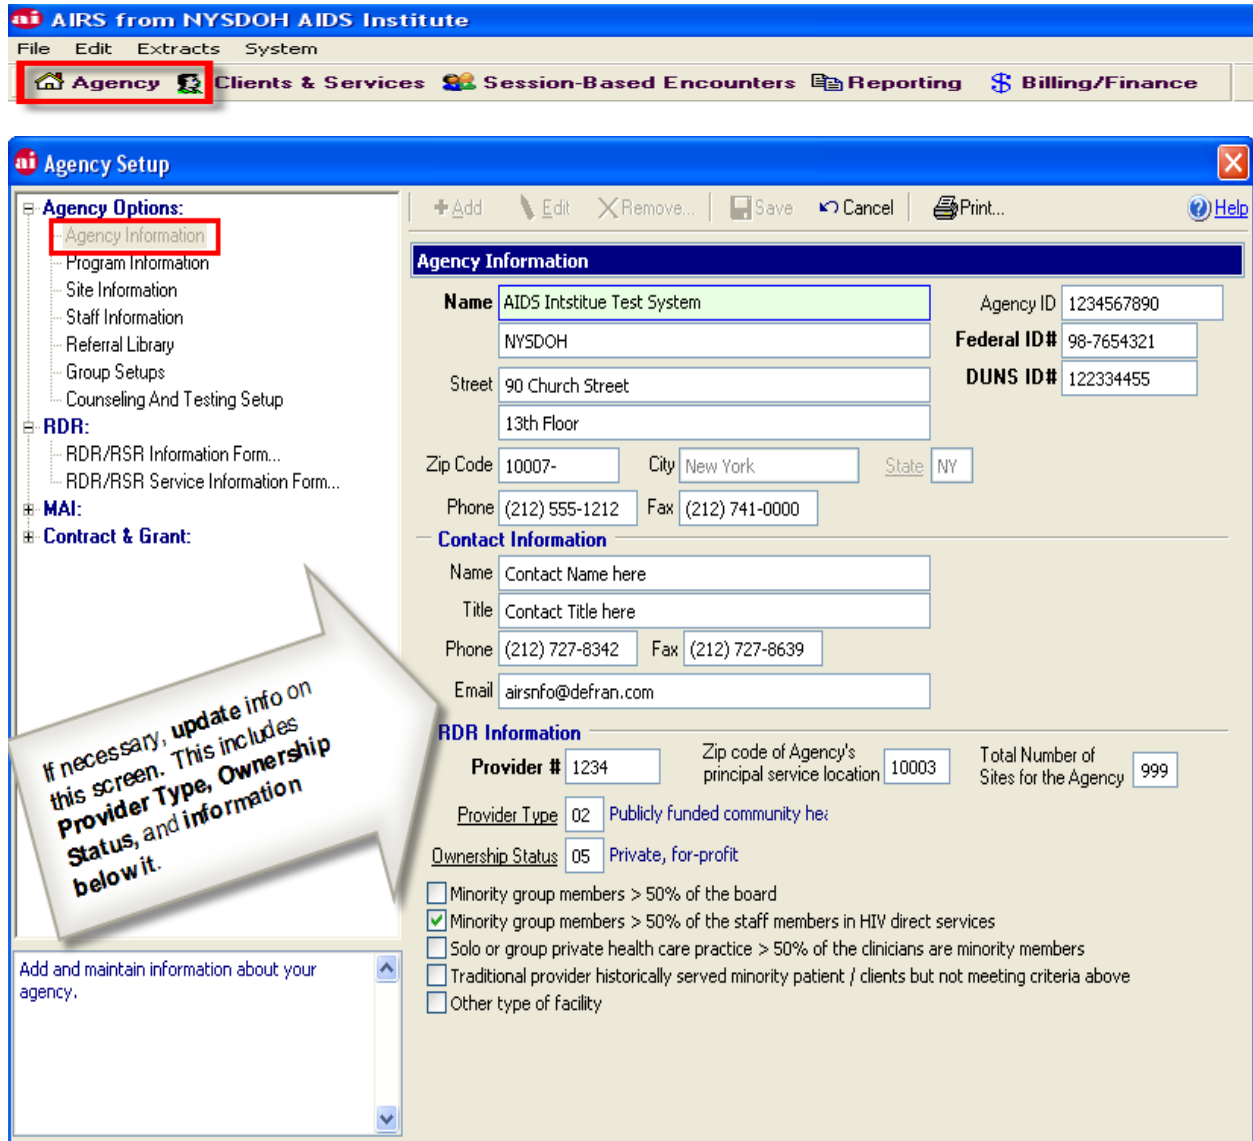 ai AIRS from NYSDOH AIDS Institute
File Edit Extracts System
Agency Clients & Services Session-Based Encounters Reporting $ Billing/Finance
ai Agency Setup
Agency Options:
Agency Information
Program Information
Site Information
Staff Information
Referral Library
Group Setups
Counseling And Testing Setup
RDR:
RDR/RSR Information Form...
RDR/RSR Service Information Form...
MAI:
Contract & Grant:
If necessary, update info on
this screen. This includes
Provider Type, Ownership
Status, and information
below it.
Add and maintain information about your
agency.
Add Edit Remove... Save Cancel Print... Help
Agency Information
Name AIDS Intstitue Test System Agency ID 1234567890
NYSDOH Federal ID# 98-7654321
Street 90 Church Street DUNS ID# 122334455
13th Floor
Zip Code 10007- City New York State NY
Phone (212) 555-1212 Fax (212) 741-0000
Contact Information
Name Contact Name here
Title Contact Title here
Phone (212) 727-8342 Fax (212) 727-8639
Email airsnfo@defran.com
RDR Information
Provider # 1234 Zip code of Agency's principal service location 10003 Total Number of Sites for the Agency 999
Provider Type 02 Publicly funded community hea
Ownership Status 05 Private, for-profit
Minority group members > 50% of the board
Minority group members > 50% of the staff members in HIV direct services
Solo or group private health care practice > 50% of the clinicians are minority members
Traditional provider historically served minority patient / clients but not meeting criteria above
Other type of facility